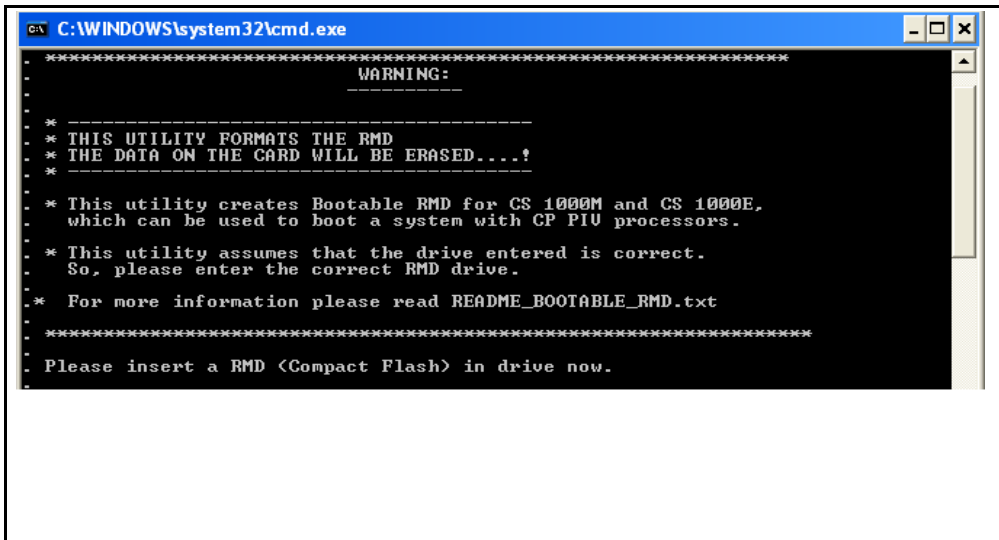 C:\WINDOWS\system32\cmd.exe
. ****************************************************************
. WARNING:
. ----------
.
. * ----------------------------------------
. * THIS UTILITY FORMATS THE RMD
. * THE DATA ON THE CARD WILL BE ERASED....!
. * ----------------------------------------
.
. * This utility creates Bootable RMD for CS 1000M and CS 1000E,
. which can be used to boot a system with CP PIV processors.
.
. * This utility assumes that the drive entered is correct.
. So, please enter the correct RMD drive.
.
.* For more information please read README_BOOTABLE_RMD.txt
.
. ******************************************************************
.
. Please insert a RMD (Compact Flash) in drive now.
.